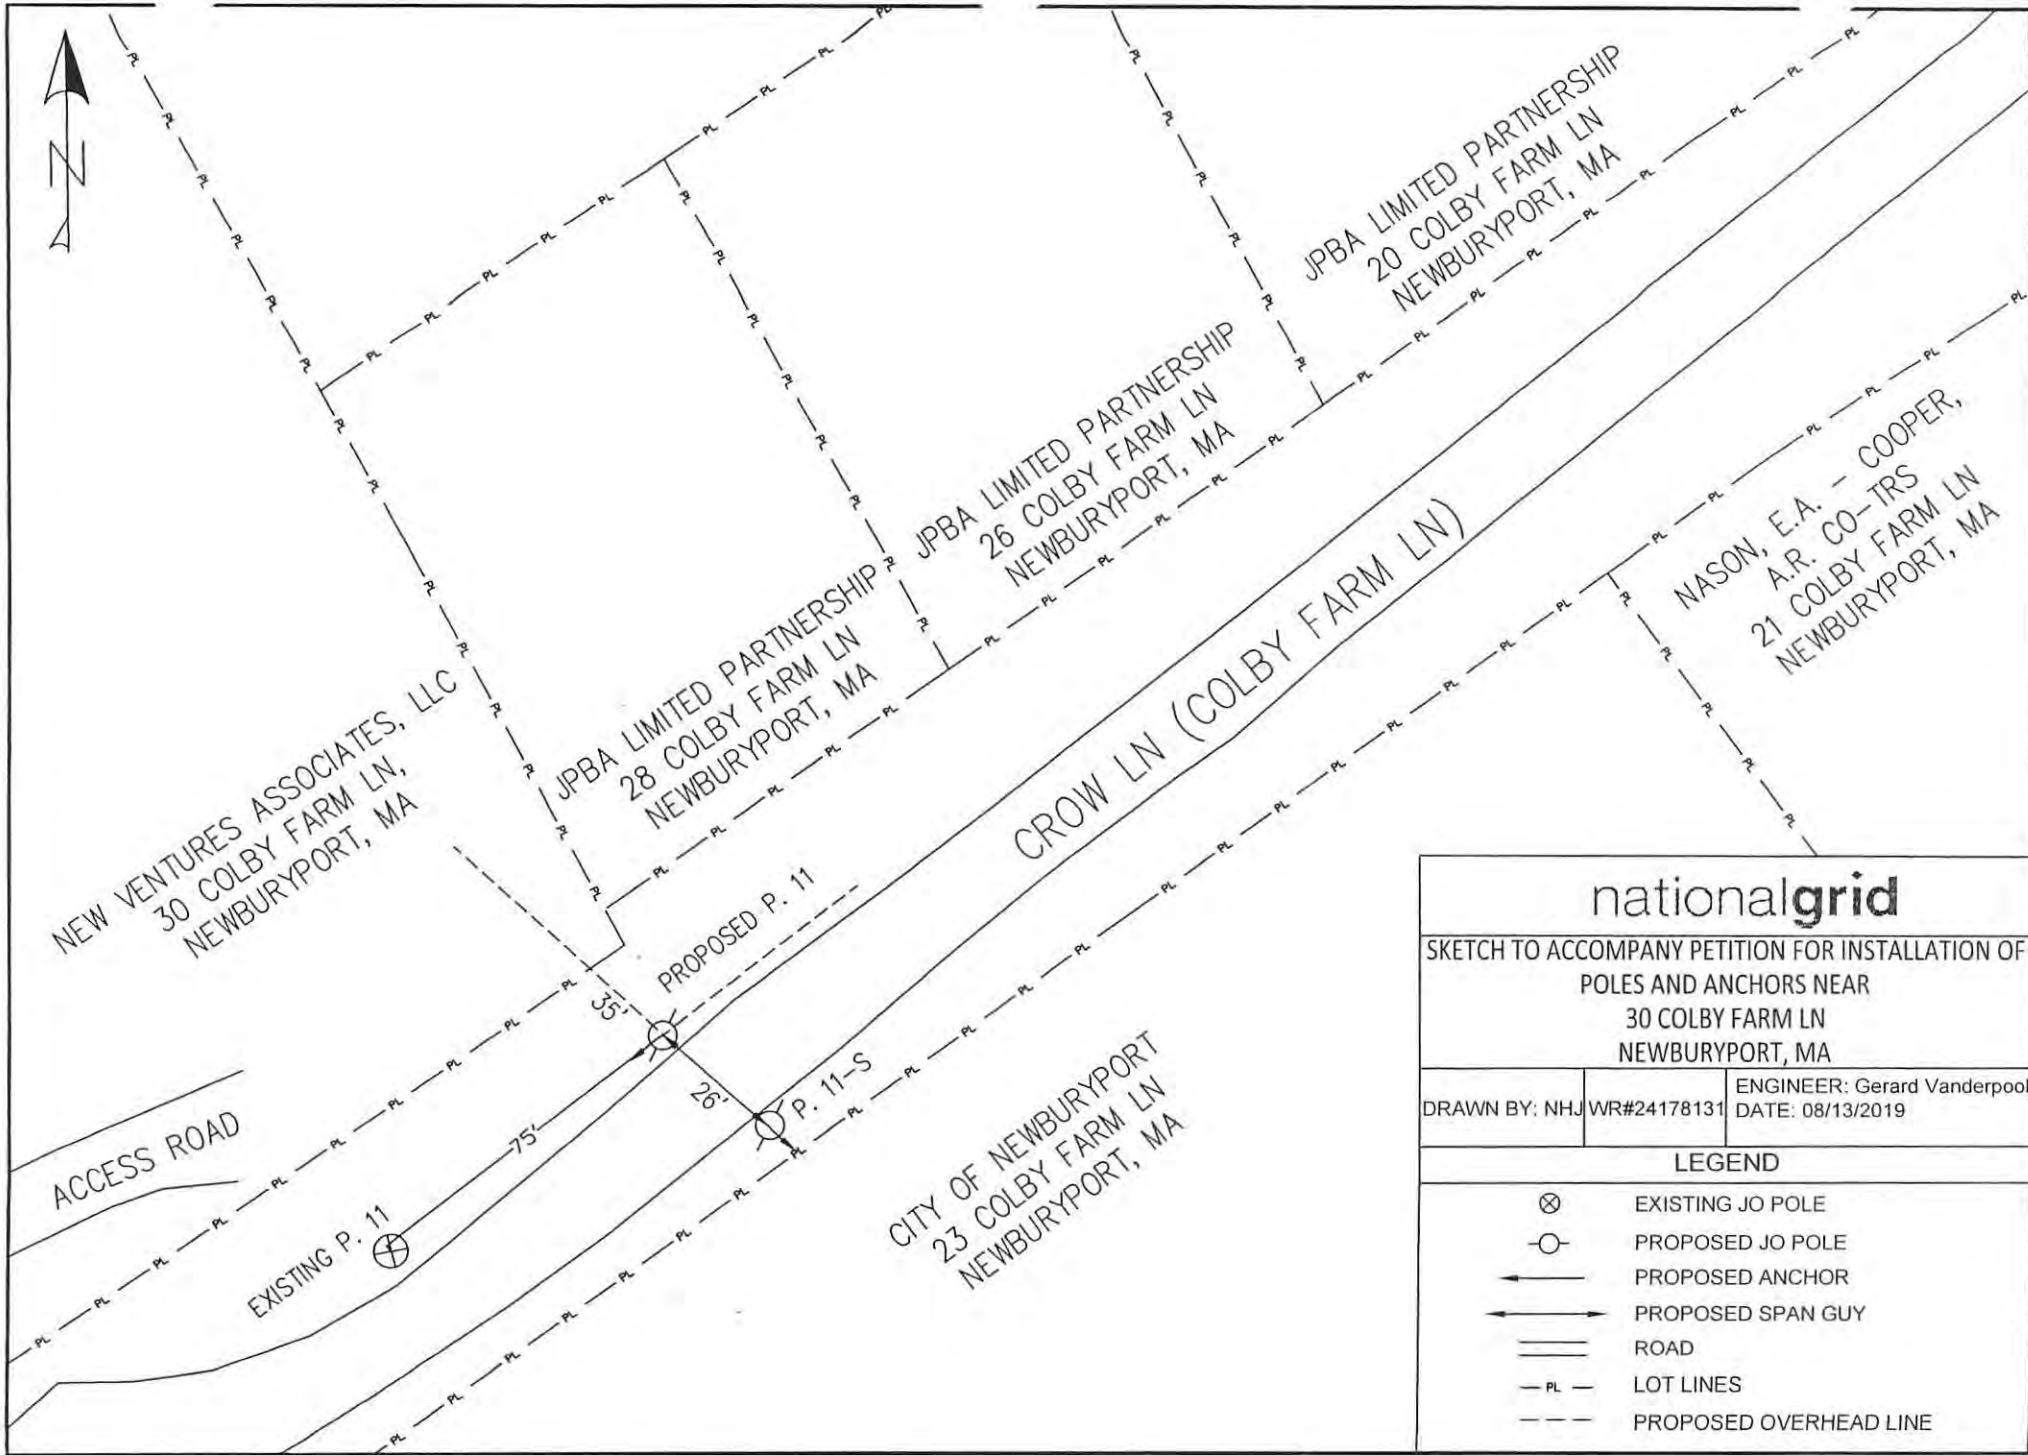 N
JPBA LIMITED PARTNERSHIP
20 COLBY FARM LN
NEWBURYPORT, MA
JPBA LIMITED PARTNERSHIP
26 COLBY FARM LN
NEWBURYPORT, MA
JPBA LIMITED PARTNERSHIP
28 COLBY FARM LN
NEWBURYPORT, MA
NASON, E.A. - COOPER,
A.R. CO-TRS
21 COLBY FARM LN
NEWBURYPORT, MA
NEW VENTURES ASSOCIATES, LLC
30 COLBY FARM LN,
NEWBURYPORT, MA
CROW LN (COLBY FARM LN)
PROPOSED P. 11
35'
26'
P. 11-S
75'
ACCESS ROAD
EXISTING P. 11
CITY OF NEWBURYPORT
23 COLBY FARM LN
NEWBURYPORT, MA
nationalgrid
SKETCH TO ACCOMPANY PETITION FOR INSTALLATION OF
POLES AND ANCHORS NEAR
30 COLBY FARM LN
NEWBURYPORT, MA
DRAWN BY: NHJ
WR#24178131
ENGINEER: Gerard Vanderpool
DATE: 08/13/2019
LEGEND
EXISTING JO POLE
PROPOSED JO POLE
PROPOSED ANCHOR
PROPOSED SPAN GUY
ROAD
PL LOT LINES
PROPOSED OVERHEAD LINE